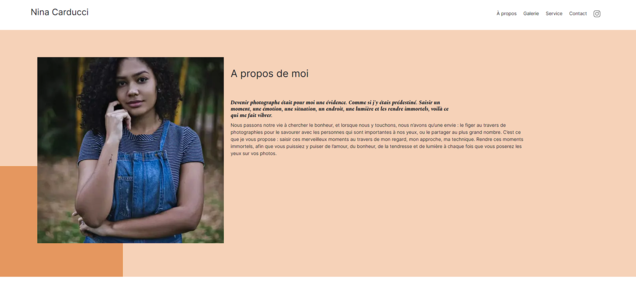 Nina Carducci
À propos Galerie Service Contact
A propos de moi
Devenir photographe était pour moi une évidence. Comme si j'y étais prédestiné. Saisir un
moment, une émotion, une situation, un endroit, une lumière et les rendre immortels, voilà ce
qui me fait vibrer.
Nous passons notre vie à chercher le bonheur, et lorsque nous y touchons, nous n'avons qu'une envie : le figer au travers de
photographies pour le savourer avec les personnes qui sont importantes à nos yeux, ou le partager au plus grand nombre. C'est ce
que je vous propose : saisir ces merveilleux moments au travers de mon regard, mon approche, ma technique. Rendre ces moments
immortels, afin que vous puissiez y puiser de l'amour, du bonheur, de la tendresse et de lumière à chaque fois que vous poserez les
yeux sur vos photos.